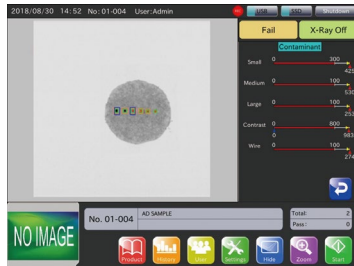 2018/08/30 14:52 No: 01-004 User:Admin
USB
SSD
Shutdown
Fail
X-Ray Off
Contaminant
Small 0 300
425
Medium 0 100
530
Large 0 100
253
Contrast 0 800
0 983
Wire 0 100
274
NO IMAGE
No. 01-004
AD SAMPLE
Total: 2
Pass : 0
Product
History
User
Settings
Hide
Zoom
Start